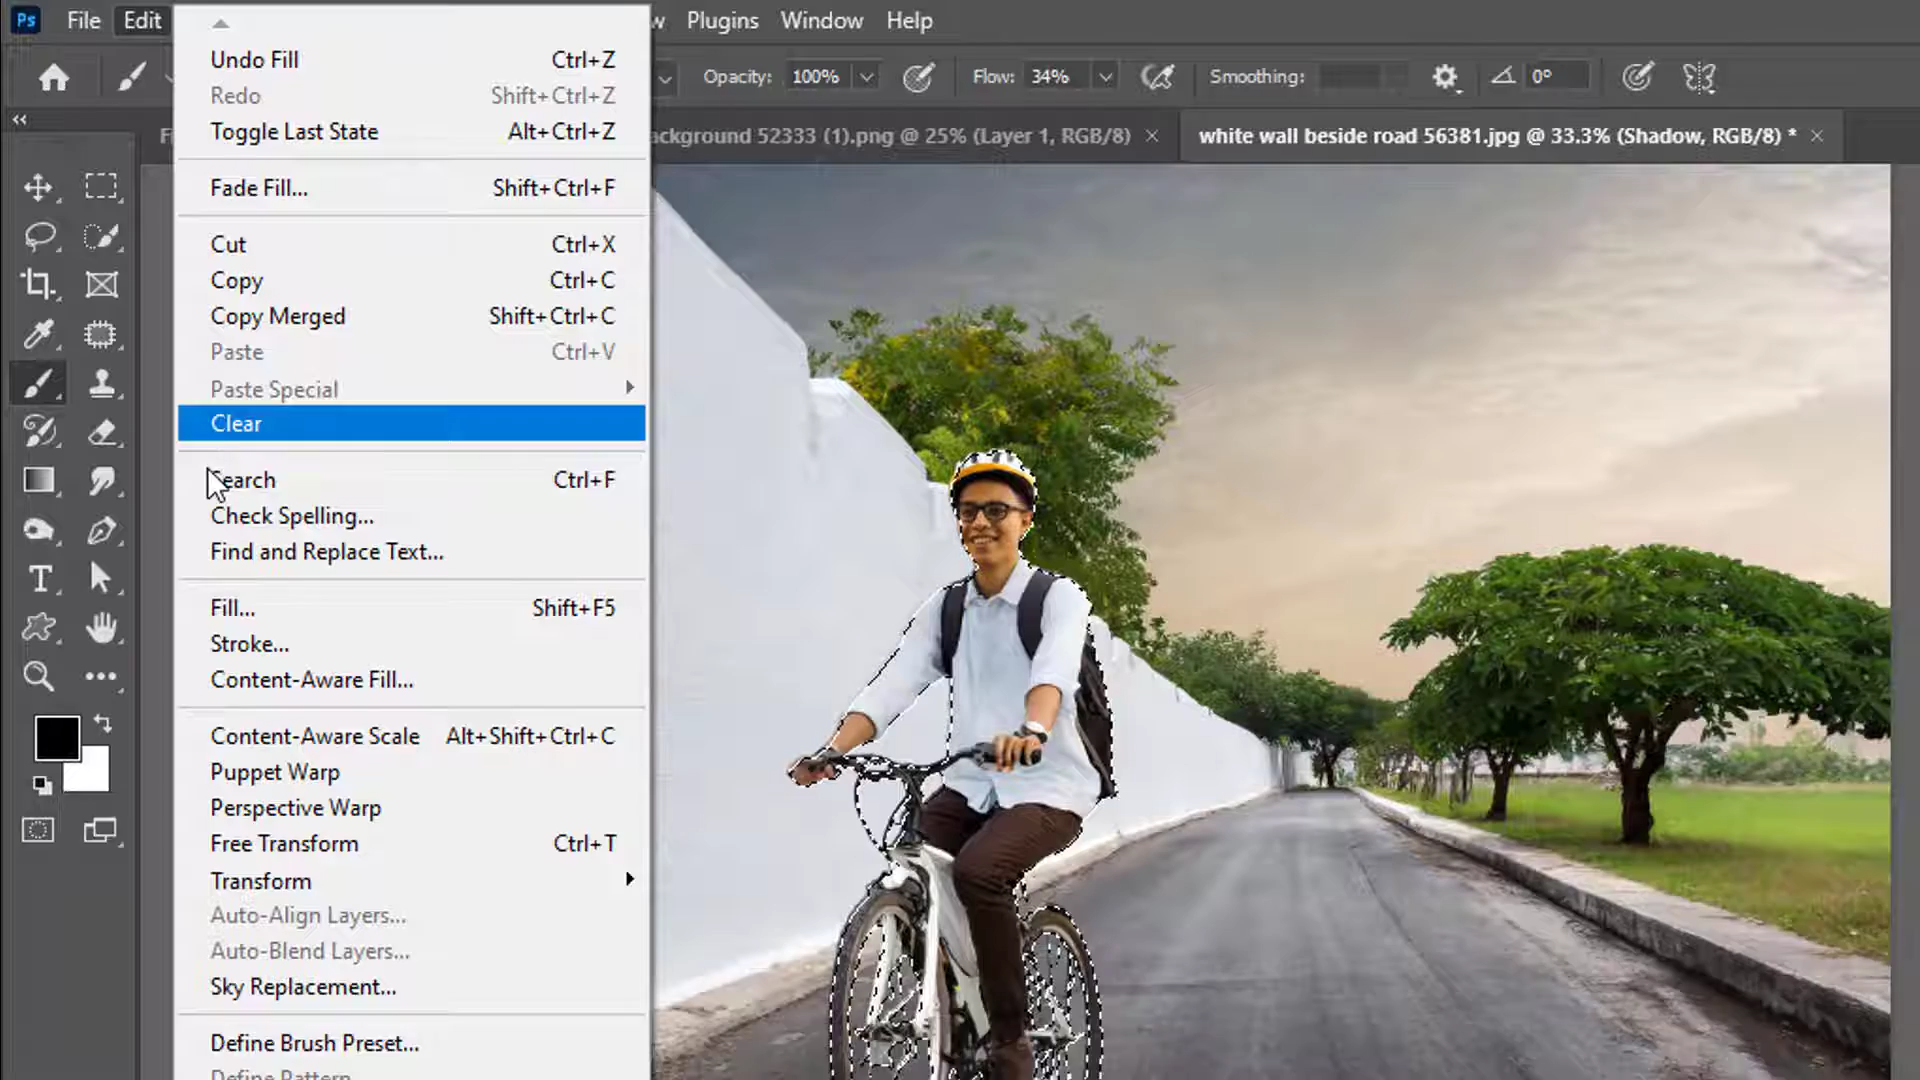 Ps File Edit w Plugins Window Help
Opacity: 100% Flow: 34% Smoothing: 0°
ackground 52333 (1).png @ 25% (Layer 1, RGB/8) × white wall beside road 56381.jpg @ 33.3% (Shadow, RGB/8) * ×
Undo Fill Ctrl+Z
Redo Shift+Ctrl+Z
Toggle Last State Alt+Ctrl+Z
Fade Fill... Shift+Ctrl+F
Cut Ctrl+X
Copy Ctrl+C
Copy Merged Shift+Ctrl+C
Paste Ctrl+V
Paste Special
Clear
Search Ctrl+F
Check Spelling...
Find and Replace Text...
Fill... Shift+F5
Stroke...
Content-Aware Fill...
Content-Aware Scale Alt+Shift+Ctrl+C
Puppet Warp
Perspective Warp
Free Transform Ctrl+T
Transform
Auto-Align Layers...
Auto-Blend Layers...
Sky Replacement...
Define Brush Preset...
Define Pattern...